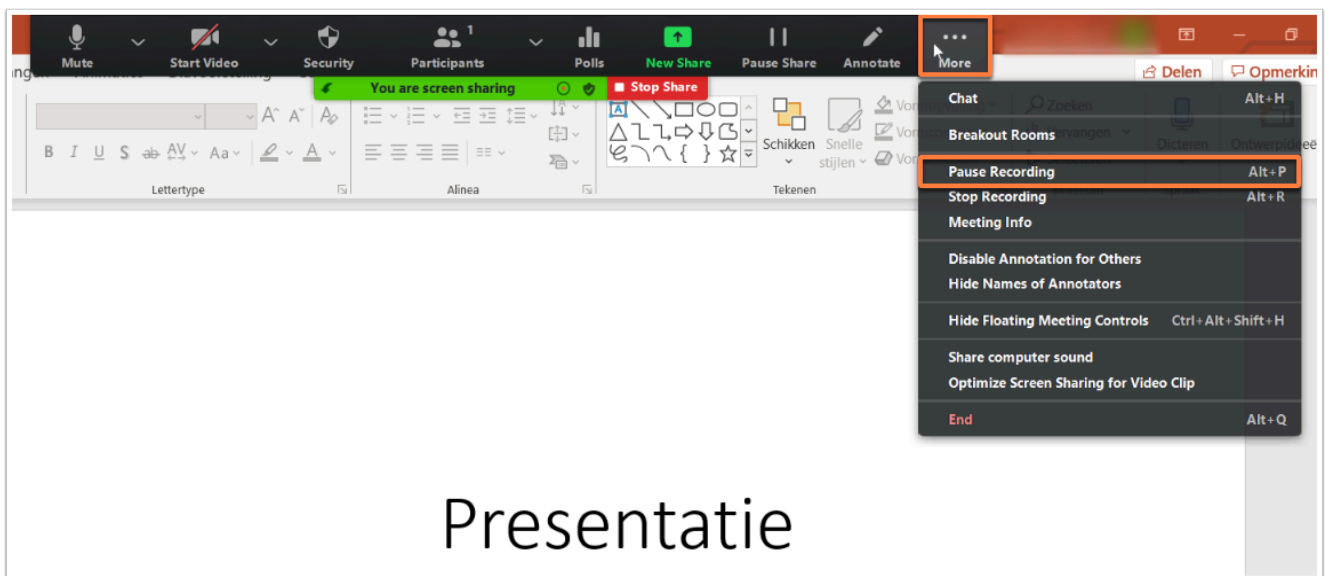 Mute Start Video Security Participants 1 Polls New Share Pause Share Annotate More
You are screen sharing Stop Share
Delen
Chat Alt+H
Breakout Rooms
Pause Recording Alt+P
Stop Recording Alt+R
Meeting Info
Disable Annotation for Others
Hide Names of Annotators
Hide Floating Meeting Controls Ctrl+Alt+Shift+H
Share computer sound
Optimize Screen Sharing for Video Clip
End Alt+Q
Zoeken
Dicteren
B I U S ab AV Aa A
Schikken
Snelle
stijlen
Lettertype Alinea Tekenen
Presentatie